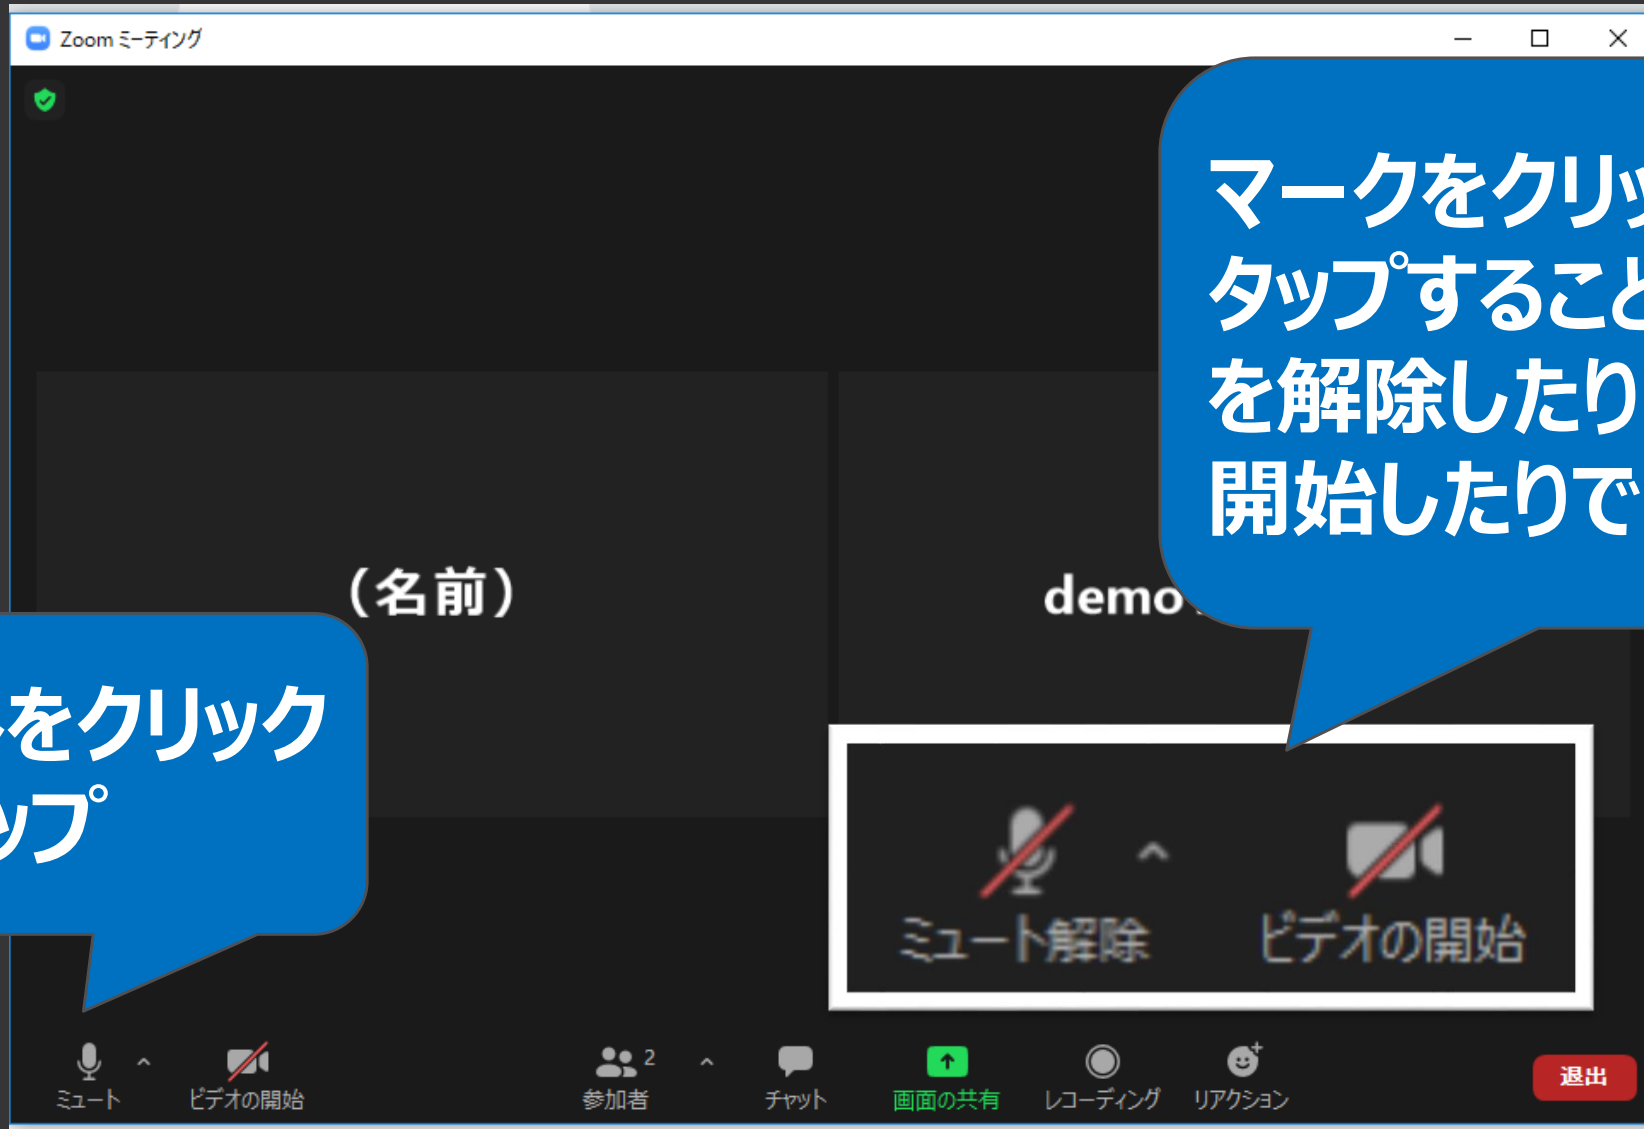 Zoom ミーティング
マークをクリッ
タップすること
を解除したり
開始したりで
（名前）
demo
をクリック
ップ
ミュート解除
ビデオの開始
ミュート
ビデオの開始
2
参加者
チャット
画面の共有
レコーディング
リアクション
退出